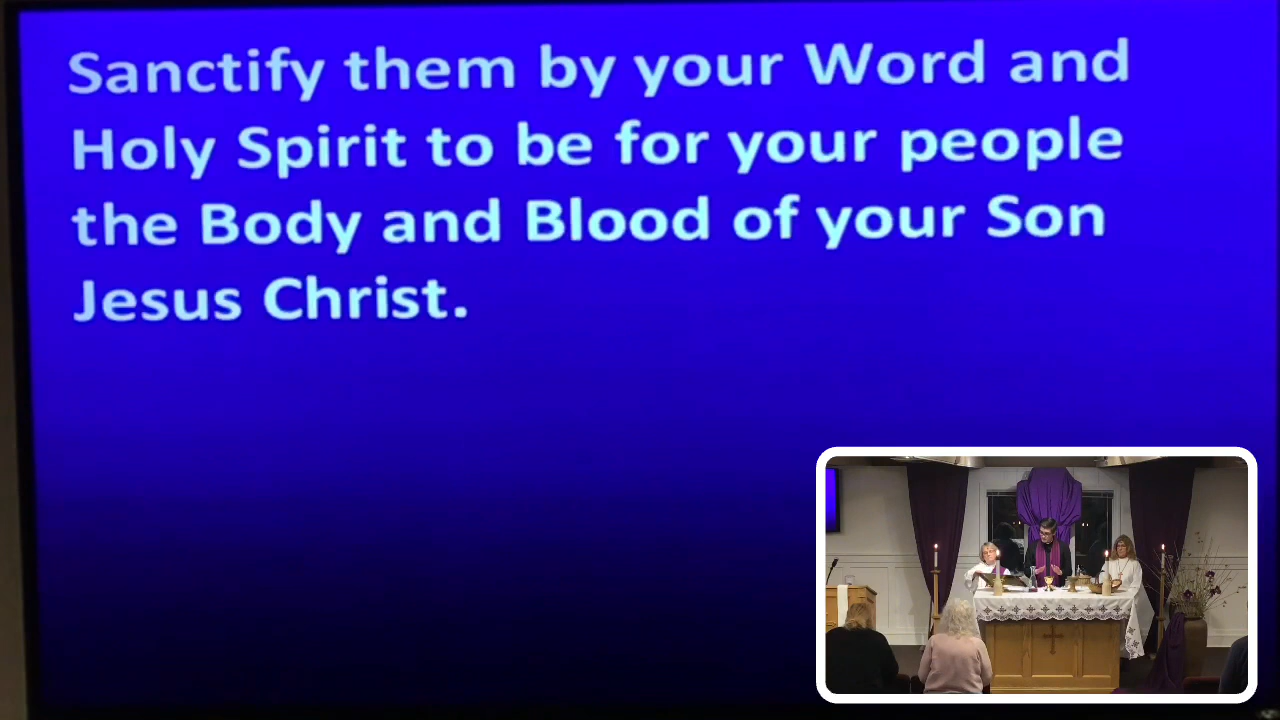 Sanctify them by your Word and
Holy Spirit to be for your people
the Body and Blood of your Son
Jesus Christ.